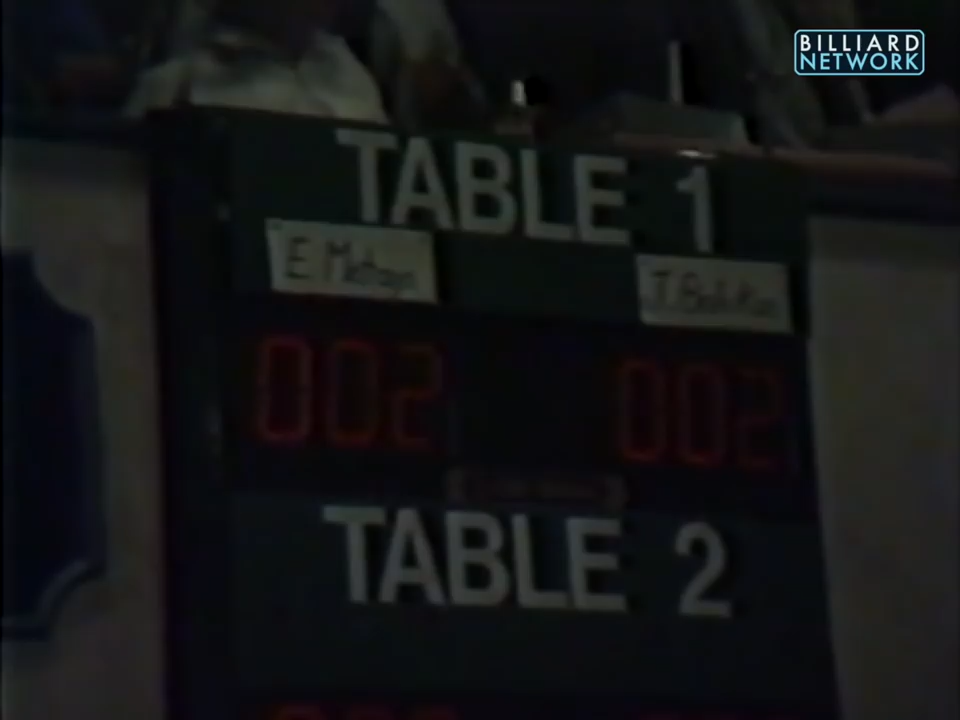 BILLIARD
NETWORK
TABLE 1
E.
002 002
TABLE 2